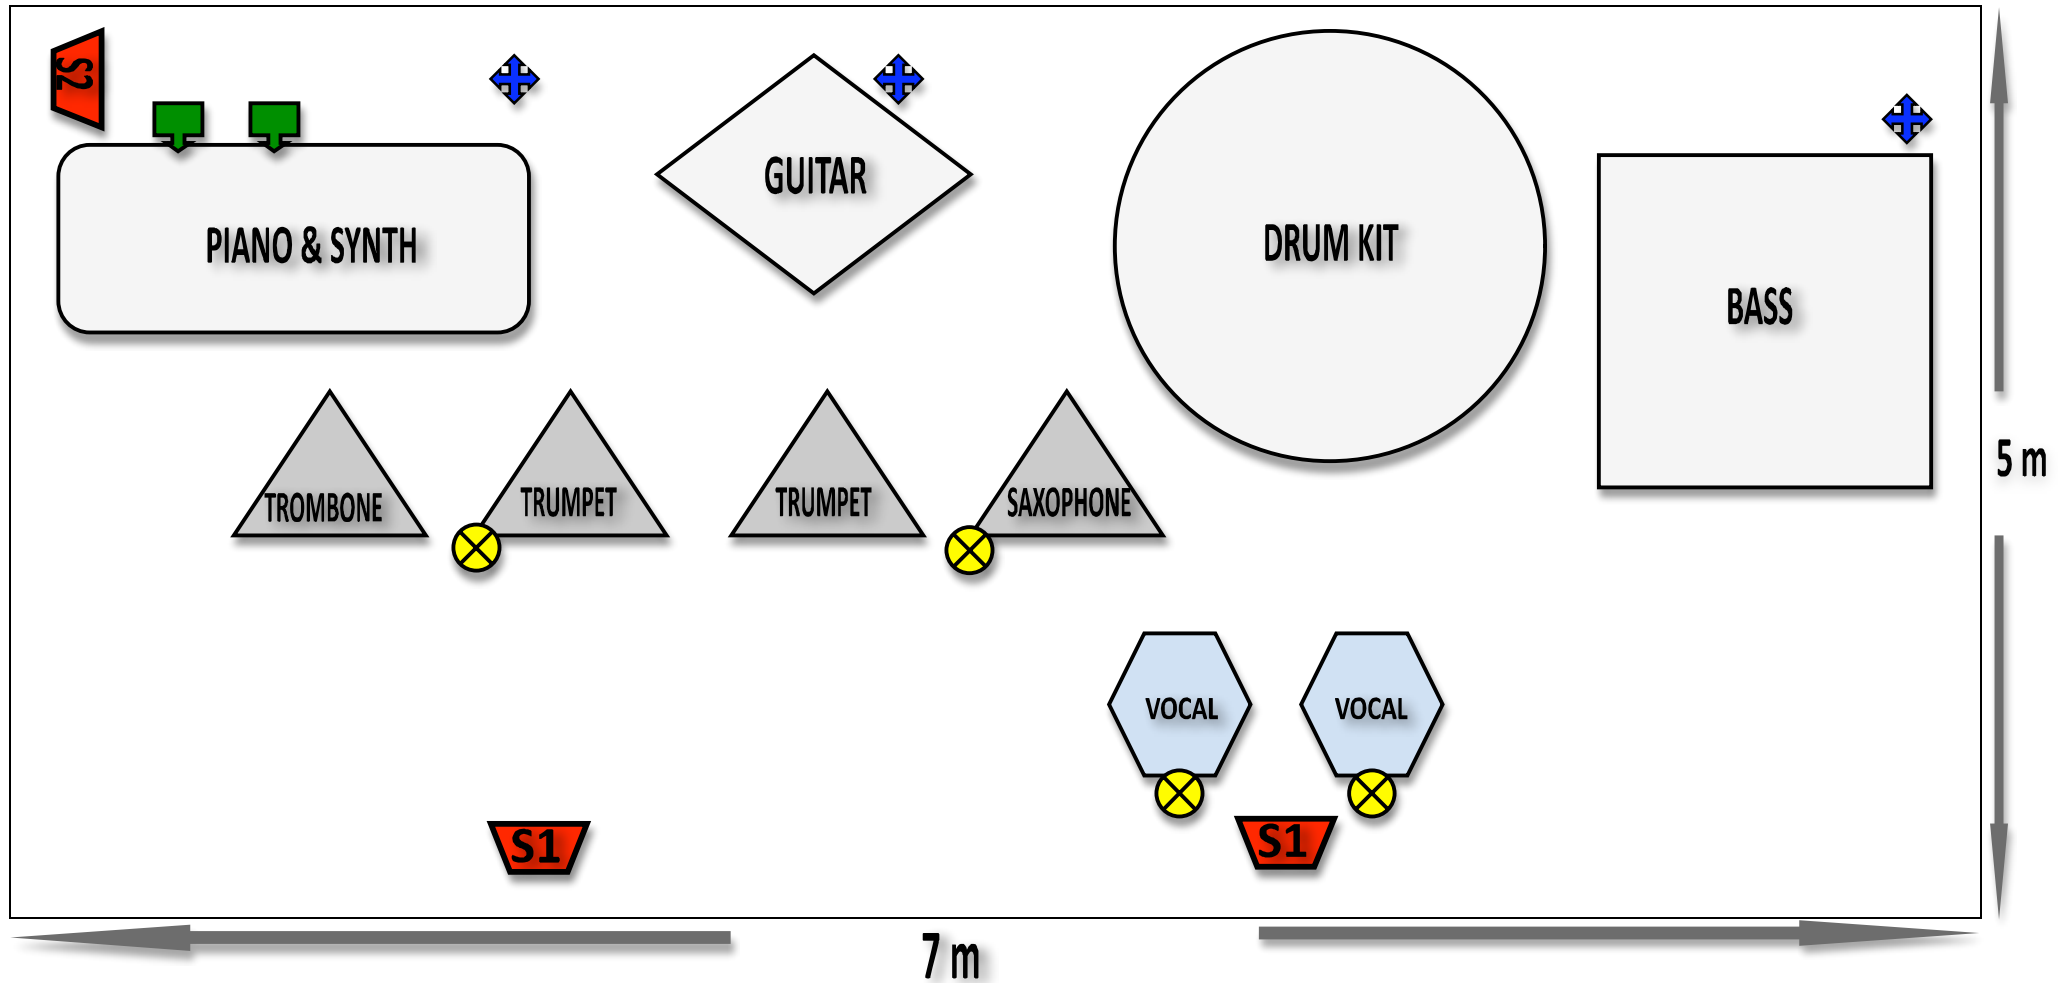 S2
GUITAR
PIANO & SYNTH
DRUM KIT
BASS
TROMBONE
TRUMPET
TRUMPET
SAXOPHONE
5 m
VOCAL
VOCAL
S1
S1
7 m